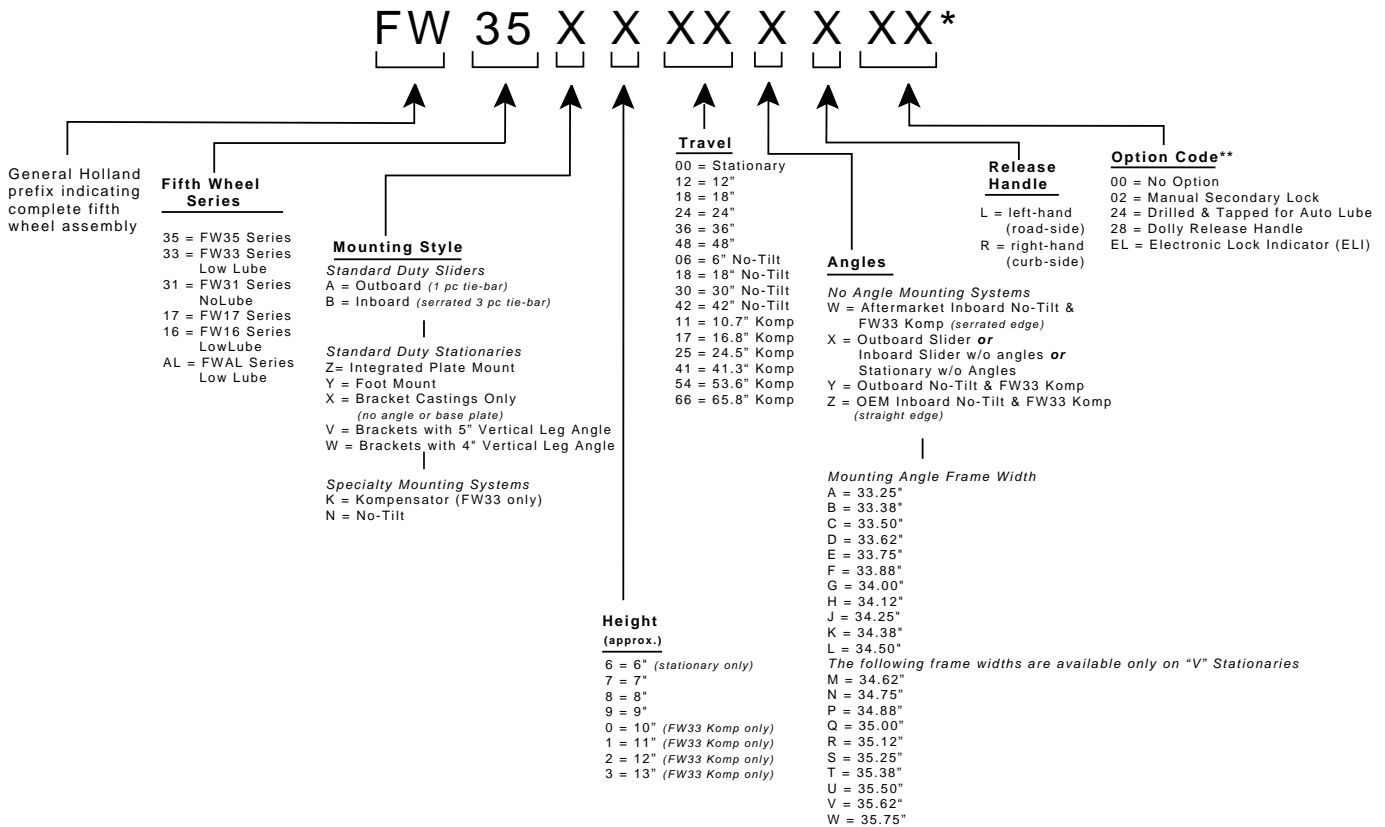 FW 35 X X XX X X XX*
General Holland
prefix indicating
complete fifth
wheel assembly
Fifth Wheel
Series
35 = FW35 Series
33 = FW33 Series
Low Lube
31 = FW31 Series
NoLube
17 = FW17 Series
16 = FW16 Series
LowLube
AL = FWAL Series
Low Lube
Mounting Style
Standard Duty Sliders
A = Outboard (1 pc tie-bar)
B = Inboard (serrated 3 pc tie-bar)
Standard Duty Stationaries
Z= Integrated Plate Mount
Y = Foot Mount
X = Bracket Castings Only
(no angle or base plate)
V = Brackets with 5” Vertical Leg Angle
W = Brackets with 4" Vertical Leg Angle
Specialty Mounting Systems
K = Kompensator (FW33 only)
N = No-Tilt
Height
(approx.)
6 = 6" (stationary only)
7 = 7"
8 = 8"
9 = 9"
0 = 10” (FW33 Komp only)
1 = 11” (FW33 Komp only)
2 = 12” (FW33 Komp only)
3 = 13” (FW33 Komp only)
Travel
00 = Stationary
12 = 12”
18 = 18”
24 = 24”
36 = 36”
48 = 48”
06 = 6” No-Tilt
18 = 18“ No-Tilt
30 = 30” No-Tilt
42 = 42” No-Tilt
11 = 10.7” Komp
17 = 16.8” Komp
25 = 24.5” Komp
41 = 41.3“ Komp
54 = 53.6” Komp
66 = 65.8” Komp
Angles
No Angle Mounting Systems
W = Aftermarket Inboard No-Tilt &
FW33 Komp (serrated edge)
X = Outboard Slider or
Inboard Slider w/o angles or
Stationary w/o Angles
Y = Outboard No-Tilt & FW33 Komp
Z = OEM Inboard No-Tilt & FW33 Komp
(straight edge)
Mounting Angle Frame Width
A = 33.25"
B = 33.38"
C = 33.50"
D = 33.62"
E = 33.75"
F = 33.88"
G = 34.00"
H = 34.12"
J = 34.25"
K = 34.38"
L = 34.50"
The following frame widths are available only on “V” Stationaries
M = 34.62”
N = 34.75”
P = 34.88”
Q = 35.00”
R = 35.12”
S = 35.25”
T = 35.38”
U = 35.50”
V = 35.62“
W = 35.75”
Release
Handle
L = left-hand
(road-side)
R = right-hand
(curb-side)
Option Code**
00 = No Option
02 = Manual Secondary Lock
24 = Drilled & Tapped for Auto Lube
28 = Dolly Release Handle
EL = Electronic Lock Indicator (ELI)